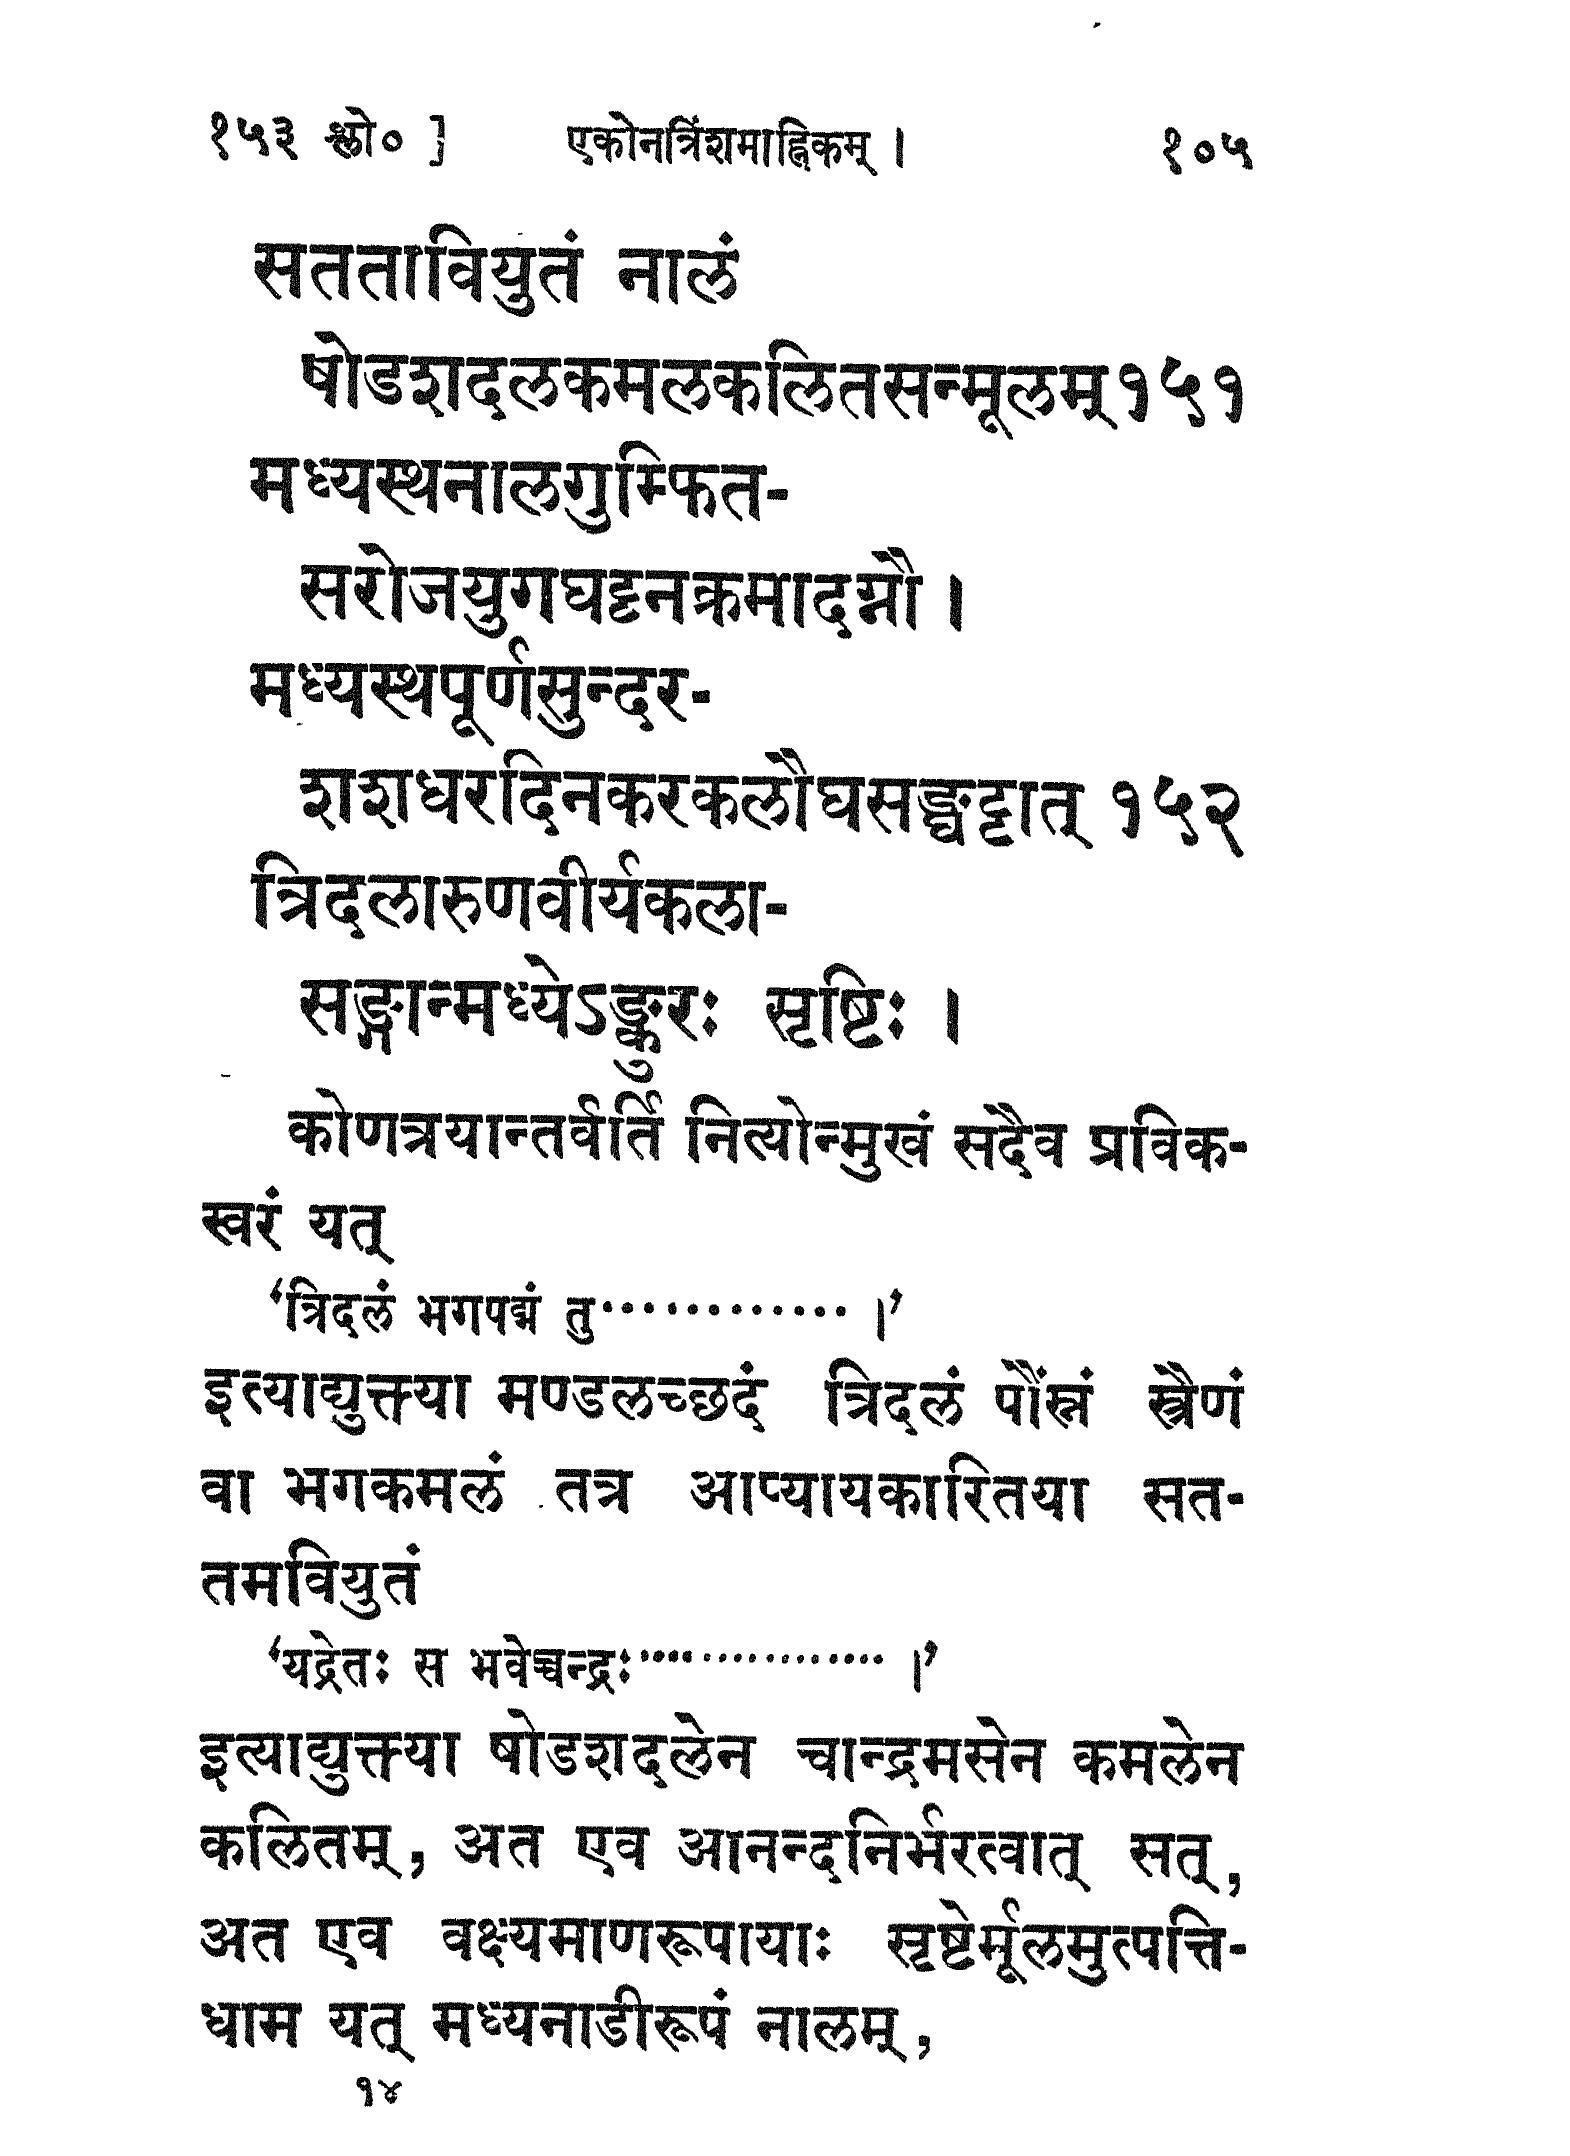 १५३ श्लो० ]	एकोनत्रिंशमाह्निकम् ।	१०५
सततावियुतं नालं
षोडशदलकमलकलितसन्मूलम् १५१
मध्यस्थनालगुम्फित-
सरोजयुगघट्टनक्रमादग्नौ ।
मध्यस्थपूर्णसुन्दर-
शशधरदिनकरकलौघसङ्घट्टात् १५२
त्रिदलारुणवीर्यकला-
सङ्गान्मध्येऽङ्कुरः सृष्टिः ।
कोणत्रयान्तर्वर्ति नित्योन्मुखं सदैव प्रविक-
स्वरं यत्
‘त्रिदलं भगपद्मं तु············ ।’
इत्याद्युक्त्या मण्डलच्छदं त्रिदलं पौंस्नं स्त्रैणं
वा भगकमलं तत्र आप्यायकारितया सत-
तमवियुतं
‘यद्रेतः स भवेच्चन्द्रः················ ।’
इत्याद्युक्त्या षोडशदलेन चान्द्रमसेन कमलेन
कलितम्, अत एव आनन्दनिर्भरत्वात् सत्,
अत एव वक्ष्यमाणरूपायाः सृष्टेर्मूलमुत्पत्ति-
धाम यत् मध्यनाडीरूपं नालम्,
१४